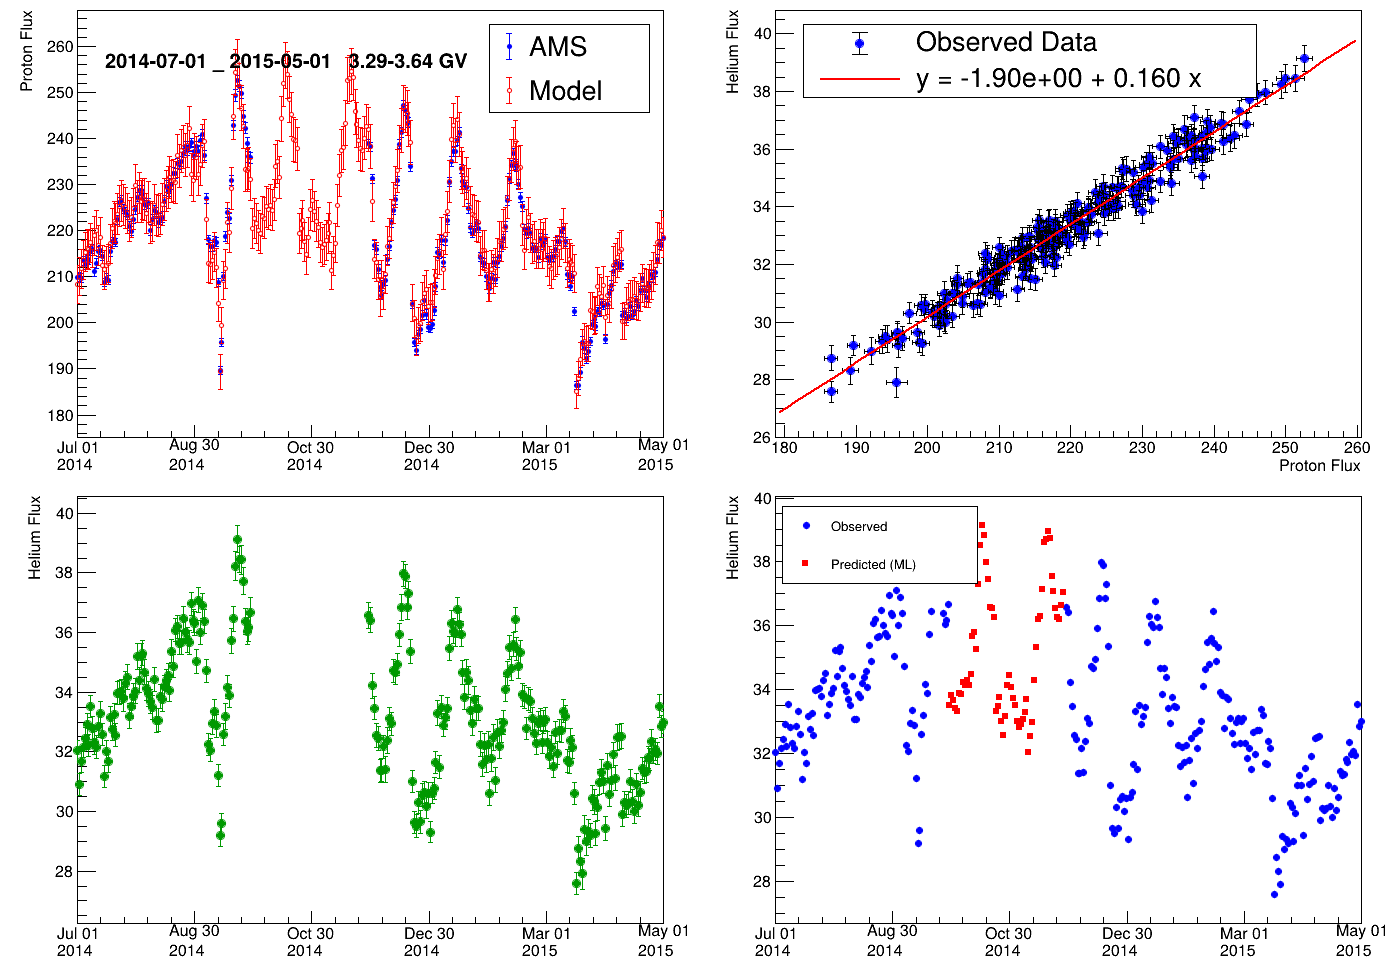 Proton Flux
2014-07-01 _ 2015-05-01 3.29-3.64 GV
AMS
Model
260
250
240
230
220
210
200
190
180
Jul 01
2014
Aug 30
2014
Oct 30
2014
Dec 30
2014
Mar 01
2015
May 01
2015
Helium Flux
Observed Data
y = -1.90e+00 + 0.160 x
40
38
36
34
32
30
28
26
180 190 200 210 220 230 240 250 260
Proton Flux
Helium Flux
40
38
36
34
32
30
28
Jul 01
2014
Aug 30
2014
Oct 30
2014
Dec 30
2014
Mar 01
2015
May 01
2015
Helium Flux
Observed
Predicted (ML)
40
38
36
34
32
30
28
Jul 01
2014
Aug 30
2014
Oct 30
2014
Dec 30
2014
Mar 01
2015
May 01
2015